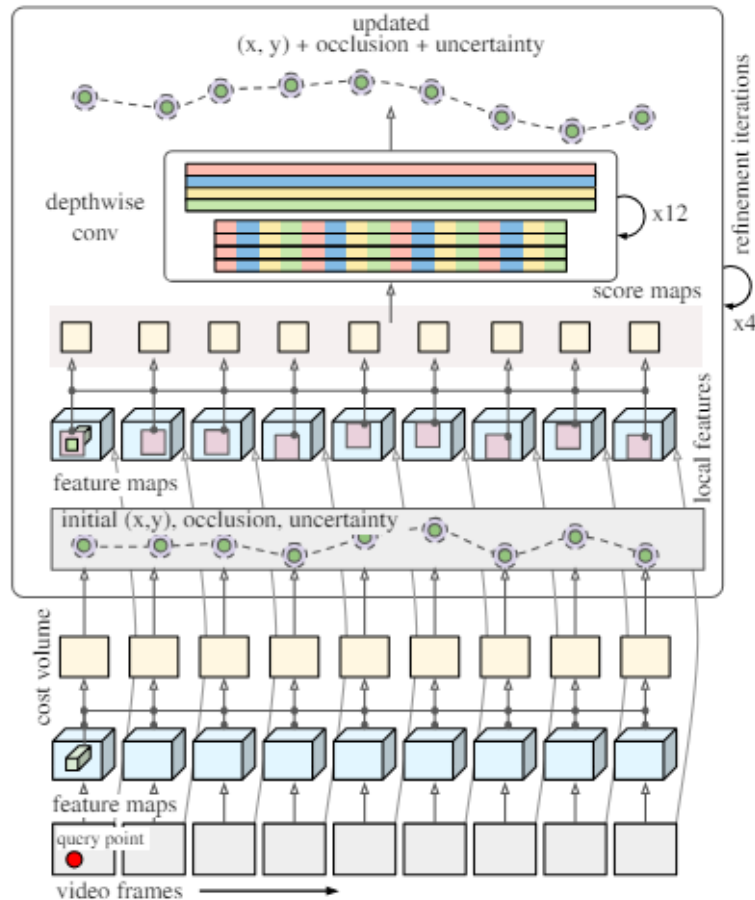 updated
(x, y) + occlusion + uncertainty
refinement iterations
depthwise
conv
x12
score maps
x4
local features
feature maps
initial (x,y), occlusion, uncertainty
cost volume
feature maps
query point
video frames